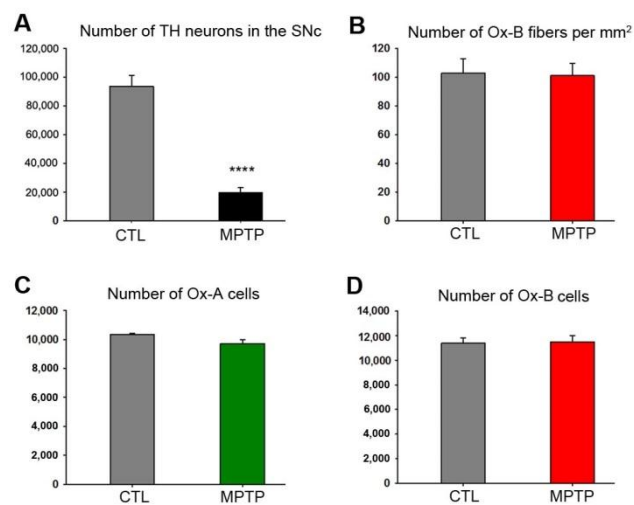 A
Number of TH neurons in the SNc
120,000
100,000
80,000
60,000
40,000
20,000
0
****
CTL
MPTP
B
Number of Ox-B fibers per mm²
120
100
80
60
40
20
0
CTL
MPTP
C
Number of Ox-A cells
12,000
10,000
8,000
6,000
4,000
2,000
0
CTL
MPTP
D
Number of Ox-B cells
14,000
12,000
10,000
8,000
6,000
4,000
2,000
0
CTL
MPTP